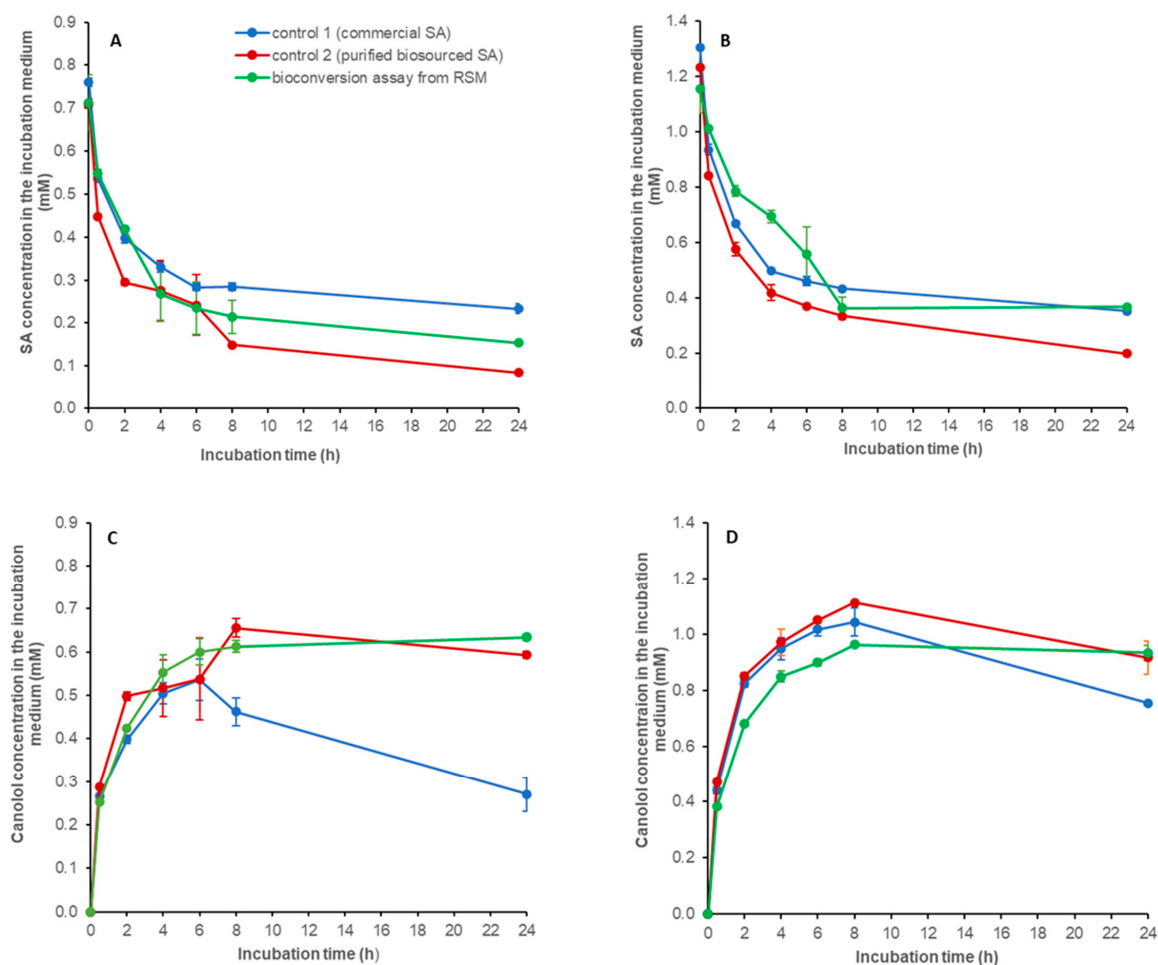 A
control 1 (commercial SA)
control 2 (purified biosourced SA)
bioconversion assay from RSM
SA concentration in the incubation medium
(mM)
0.9
0.8
0.7
0.6
0.5
0.4
0.3
0.2
0.1
0.0
0 2 4 6 8 10 12 14 16 18 20 22 24
Incubation time (h)
B
SA concentration in the incubation medium
(mM)
1.4
1.2
1.0
0.8
0.6
0.4
0.2
0.0
0 2 4 6 8 10 12 14 16 18 20 22 24
Incubation time (h)
C
Canolol concentration in the incubation
medium (mM)
0.9
0.8
0.7
0.6
0.5
0.4
0.3
0.2
0.1
0.0
0 2 4 6 8 10 12 14 16 18 20 22 24
Incubation time (h)
D
Canolol concentraion in the incubation
medium (mM)
1.4
1.2
1.0
0.8
0.6
0.4
0.2
0.0
0 2 4 6 8 10 12 14 16 18 20 22 24
Incubation time (h)